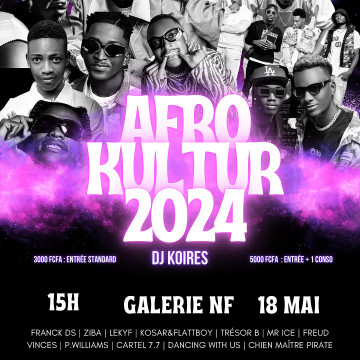 LA
AFRO
KULTUR
2024
3000 FCFA : ENTRÉE STANDARD
DJ KOIRES
5000 FCFA : ENTRÉE + 1 CONSO
15H
GALERIE NF
18 MAI
FRANCK DS | ZIBA | LEKYF | KOSAR&FLATTBOY | TRÉSOR B | MR ICE | FREUD
VINCES | P.WILLIAMS | CARTEL 7.7 | DANCING WITH US | CHIEN MAÎTRE PIRATE